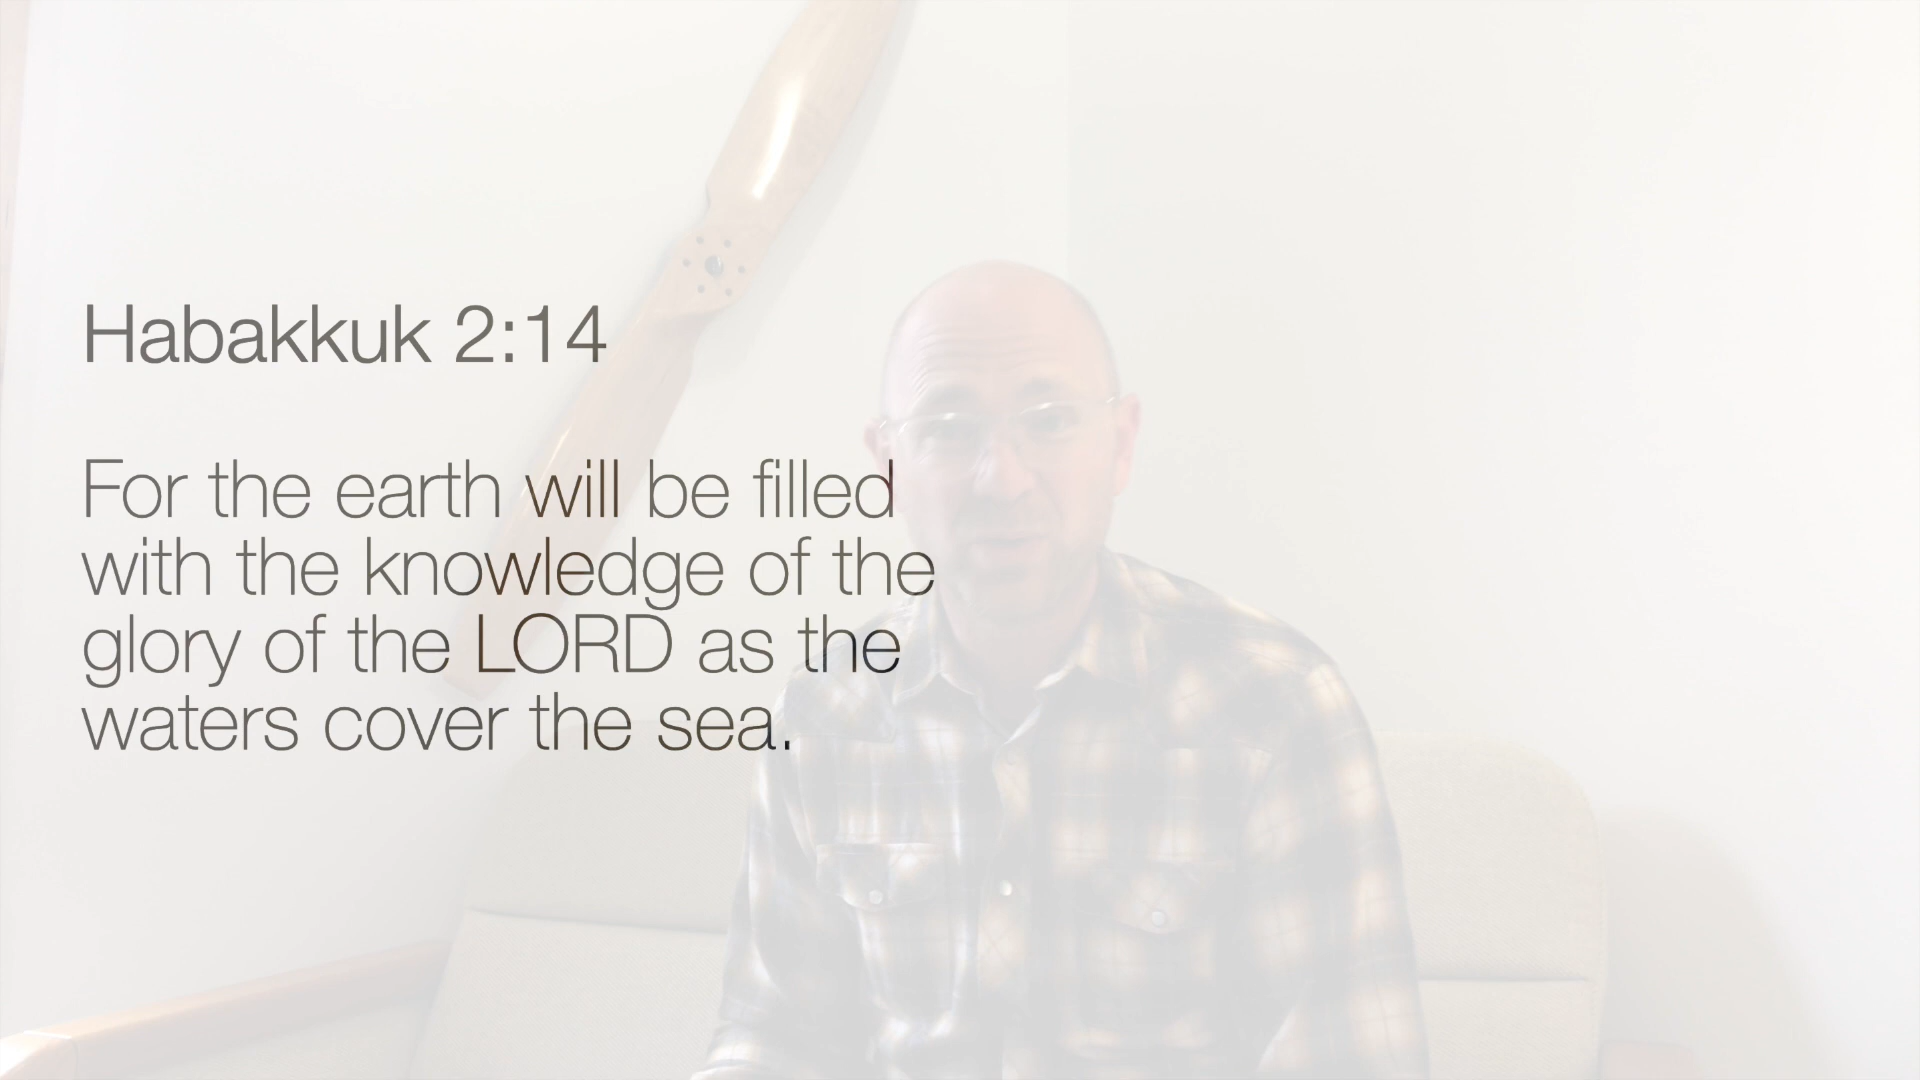 Habakkuk 2:14
For the earth will be filled
with the knowledge of the
glory of the LORD as the
waters cover the sea.